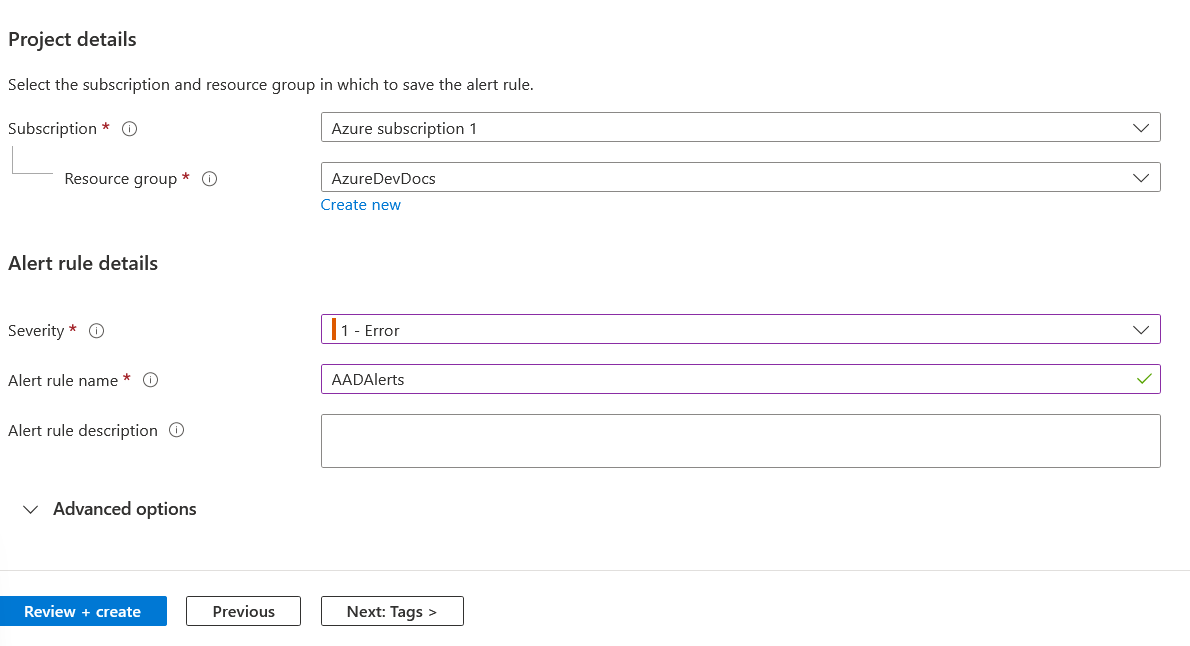 Project details
Select the subscription and resource group in which to save the alert rule.
Subscription *
Azure subscription 1
Resource group *
AzureDevDocs
Create new
Alert rule details
Severity *
1 - Error
Alert rule name *
AADAlerts
Alert rule description
Advanced options
Review + create
Previous
Next: Tags >